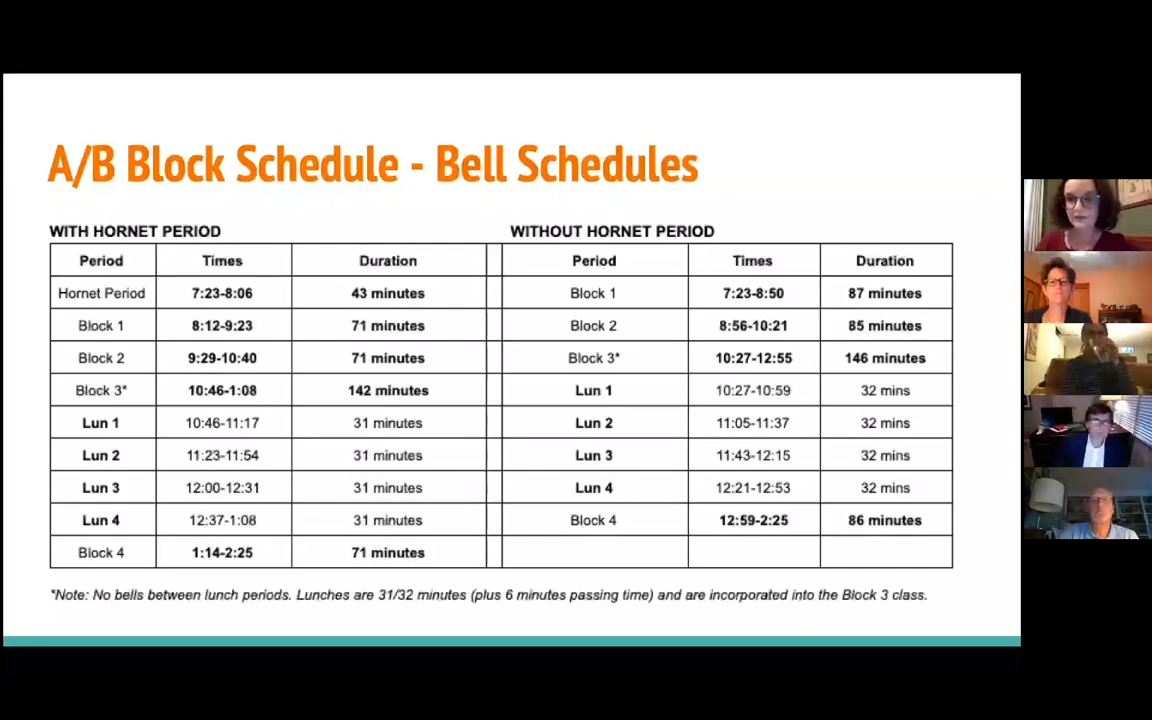 A/B Block Schedule - Bell Schedules
WITH HORNET PERIOD WITHOUT HORNET PERIOD
Period Times Duration Period Times Duration
Hornet Period 7:23-8:06 43 minutes Block 1 7:23-8:50 87 minutes
Block 1 8:12-9:23 71 minutes Block 2 8:56-10:21 85 minutes
Block 2 9:29-10:40 71 minutes Block 3* 10:27-12:55 146 minutes
Block 3* 10:46-1:08 142 minutes Lun 1 10:27-10:59 32 mins
Lun 1 10:46-11:17 31 minutes Lun 2 11:05-11:37 32 mins
Lun 2 11:23-11:54 31 minutes Lun 3 11:43-12:15 32 mins
Lun 3 12:00-12:31 31 minutes Lun 4 12:21-12:53 32 mins
Lun 4 12:37-1:08 31 minutes Block 4 12:59-2:25 86 minutes
Block 4 1:14-2:25 71 minutes
*Note: No bells between lunch periods. Lunches are 31/32 minutes (plus 6 minutes passing time) and are incorporated into the Block 3 class.